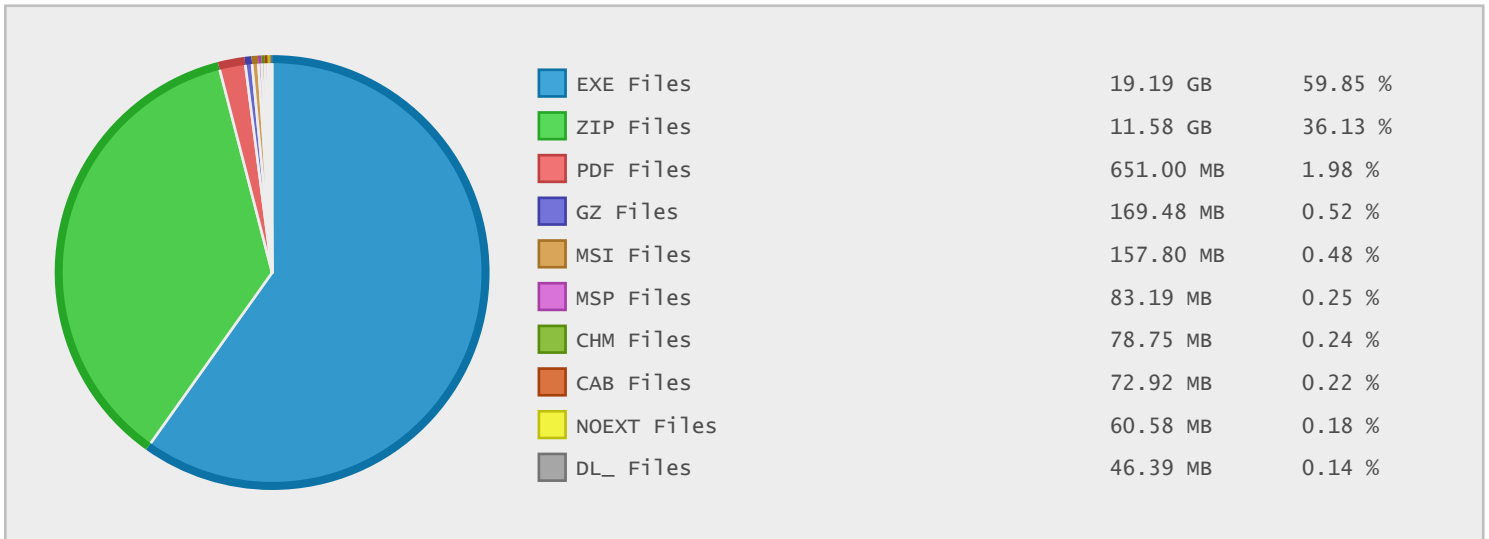 EXE Files 19.19 GB 59.85 %
ZIP Files 11.58 GB 36.13 %
PDF Files 651.00 MB 1.98 %
GZ Files 169.48 MB 0.52 %
MSI Files 157.80 MB 0.48 %
MSP Files 83.19 MB 0.25 %
CHM Files 78.75 MB 0.24 %
CAB Files 72.92 MB 0.22 %
NOEXT Files 60.58 MB 0.18 %
DL_ Files 46.39 MB 0.14 %